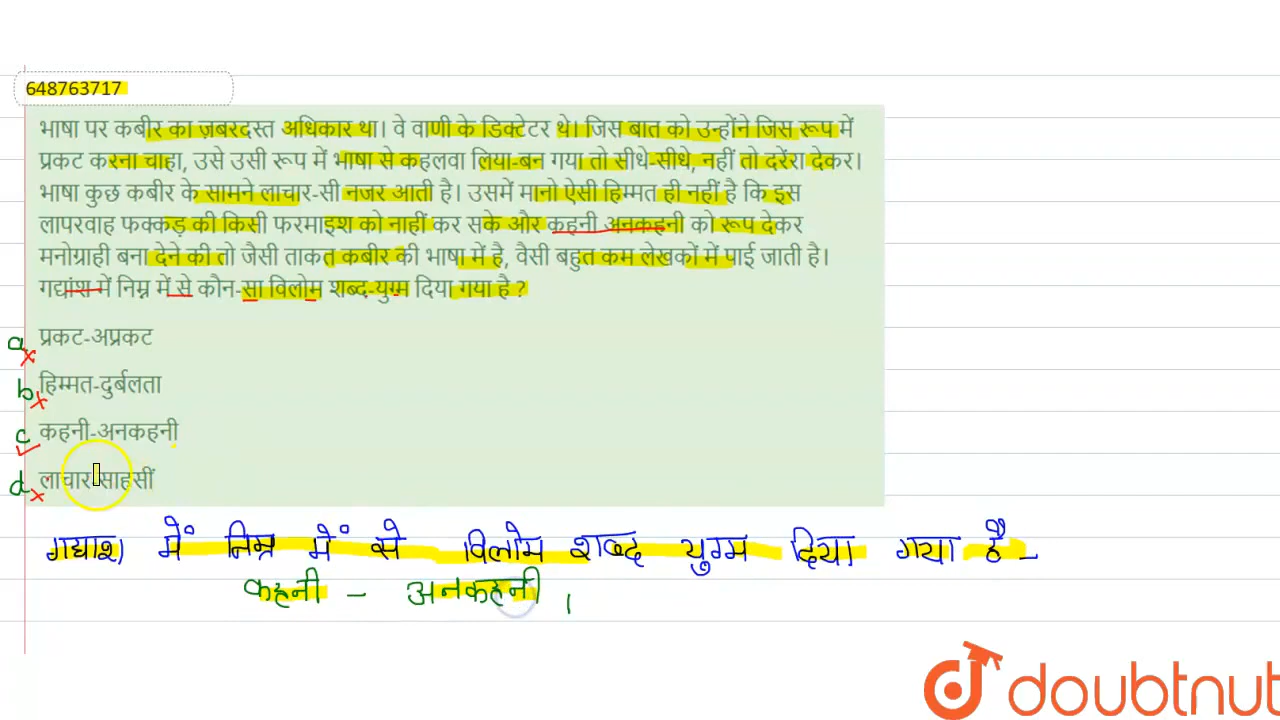 648763717
भाषा पर कबीर का ज़बरदस्त अधिकार था। वे वाणी के डिक्टेटर थे। जिस बात को उन्होंने जिस रूप में
प्रकट करना चाहा, उसे उसी रूप में भाषा से कहलवा लिया-बन गया तो सीधे-सीधे, नहीं तो दरेंरा देकर।
भाषा कुछ कबीर के सामने लाचार-सी नजर आती है। उसमें मानो ऐसी हिम्मत ही नहीं है कि इस
लापरवाह फक्कड़ की किसी फरमाइश को नाहीं कर सके और कहनी अनकहनी को रूप देकर
मनोग्राही बना देने की तो जैसी ताकत कबीर की भाषा में है, वैसी बहुत कम लेखकों में पाई जाती है।
गद्यांश में निम्न में से कौन-सा विलोम शब्द-युग्म दिया गया है ?
a प्रकट-अप्रकट
b हिम्मत-दुर्बलता
c कहनी-अनकहनी
d लाचार-साहसीं
गद्याश में निम्न में से विलोम शब्द युग्म दिया गया है -
कहनी - अनकहनी ।
doubtnut